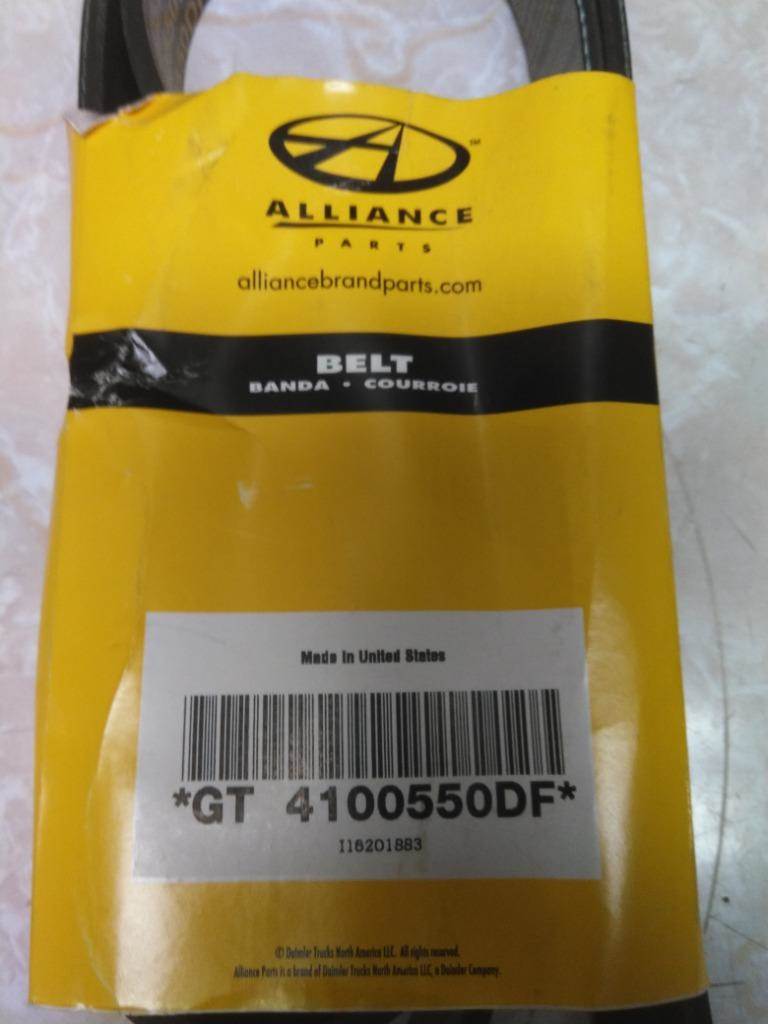 ™
ALLIANCE
PARTS
alliancebrandparts.com
BELT
BANDA • COURROIE
Made in United States
*GT 4100550DF*
I16201883
© Daimler Trucks North America LLC. All rights reserved.
Alliance Parts is a brand of Daimler Trucks North America LLC, a Daimler Company.